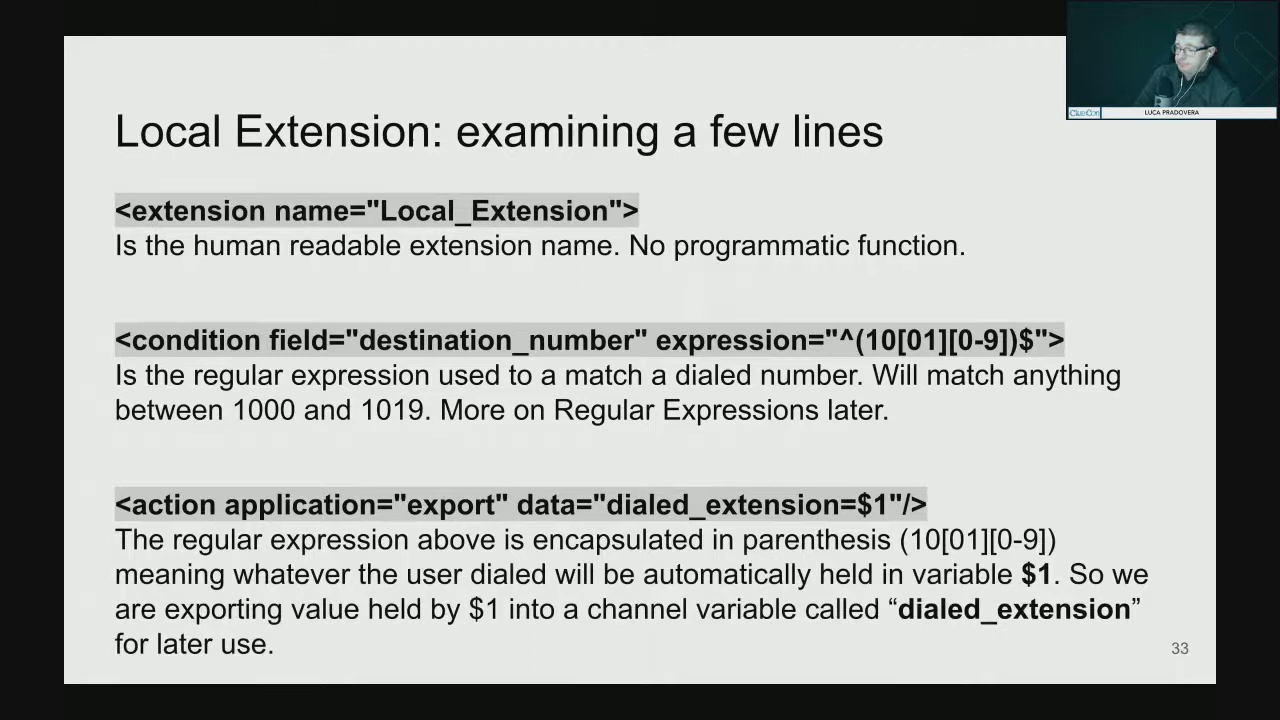 ClueCon
LUCA PRADOVERA
Local Extension: examining a few lines
<extension name="Local_Extension">
Is the human readable extension name. No programmatic function.
<condition field="destination_number" expression="^(10[01][0-9])$">
Is the regular expression used to a match a dialed number. Will match anything
between 1000 and 1019. More on Regular Expressions later.
<action application="export" data="dialed_extension=$1"/>
The regular expression above is encapsulated in parenthesis (10[01][0-9])
meaning whatever the user dialed will be automatically held in variable $1. So we
are exporting value held by $1 into a channel variable called “dialed_extension”
for later use.
33